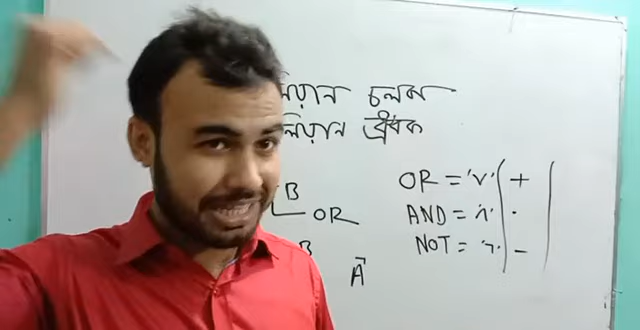 চলক
ধ্রুবক
OR = 'v' +
AND = 'ʌ' ·
NOT = '¬' -
B OR
B
A